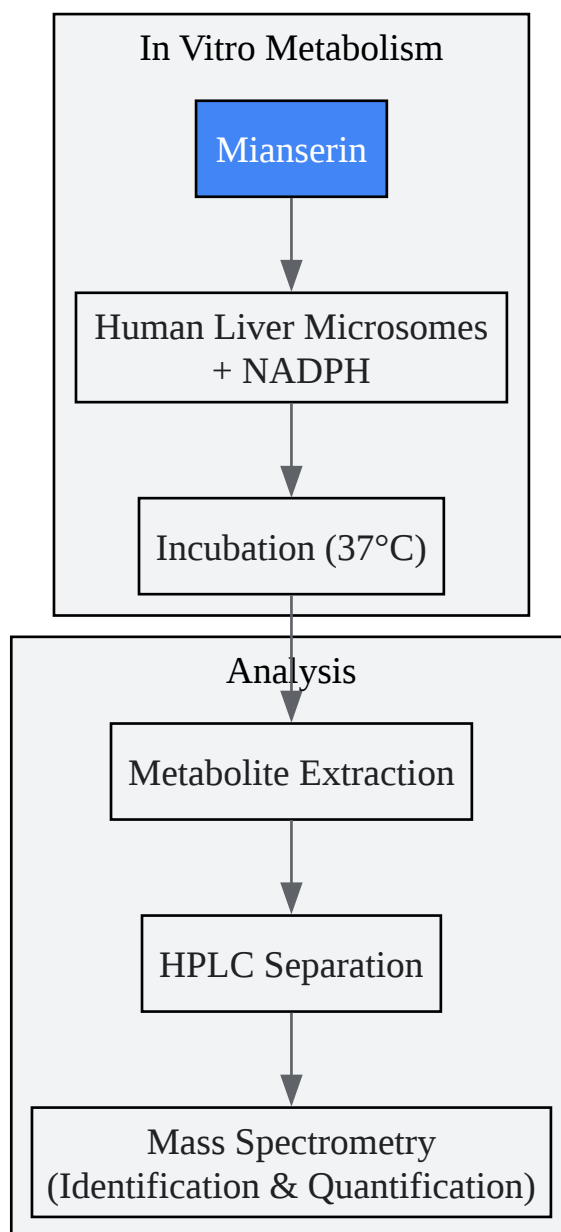 In Vitro Metabolism
Mianserin
Human Liver Microsomes
+ NADPH
Incubation (37°C)
Analysis
Metabolite Extraction
HPLC Separation
Mass Spectrometry
(Identification & Quantification)